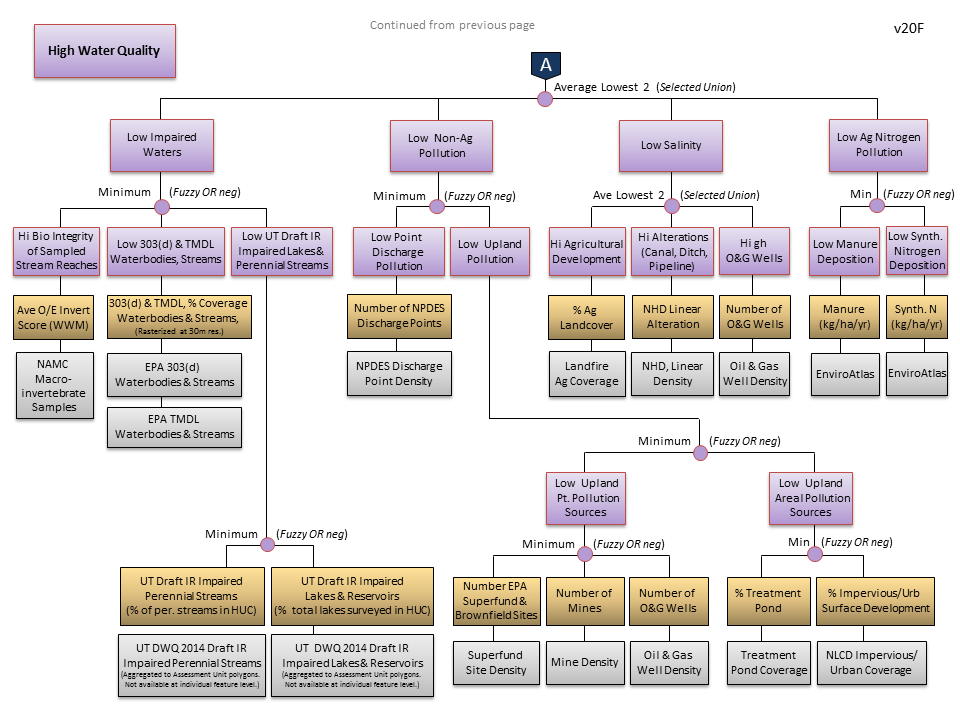 Continued from previous page
v20F
High Water Quality
A
Average Lowest 2 (Selected Union)
Low Impaired
Waters
Low Non-Ag
Pollution
Low Salinity
Low Ag Nitrogen
Pollution
Minimum (Fuzzy OR neg)
Minimum (Fuzzy OR neg)
Ave Lowest 2 (Selected Union)
Min (Fuzzy OR neg)
Hi Bio Integrity
of Sampled
Stream Reaches
Low 303(d) & TMDL
Waterbodies, Streams
Low UT Draft IR
Impaired Lakes &
Perennial Streams
Low Point
Discharge
Pollution
Low Upland
Pollution
Hi Agricultural
Development
Hi Alterations
(Canal, Ditch,
Pipeline)
Hi gh
O&G Wells
Low Manure
Deposition
Low Synth.
Nitrogen
Deposition
Ave O/E Invert
Score (WWM)
303(d) & TMDL, % Coverage
Waterbodies & Streams,
(Rasterized at 30m res.)
Number of NPDES
Discharge Points
% Ag
Landcover
NHD Linear
Alteration
Number of
O&G Wells
Manure
(kg/ha/yr)
Synth. N
(kg/ha/yr)
NAMC
Macro-
invertebrate
Samples
EPA 303(d)
Waterbodies & Streams
EPA TMDL
Waterbodies & Streams
NPDES Discharge
Point Density
Landfire
Ag Coverage
NHD, Linear
Density
Oil & Gas
Well Density
EnviroAtlas
EnviroAtlas
Minimum (Fuzzy OR neg)
Low Upland
Pt. Pollution
Sources
Low Upland
Areal Pollution
Sources
Minimum (Fuzzy OR neg)
Minimum (Fuzzy OR neg)
Min (Fuzzy OR neg)
UT Draft IR Impaired
Perennial Streams
(% of per. streams in HUC)
UT Draft IR Impaired
Lakes & Reservoirs
(% total lakes surveyed in HUC)
Number EPA
Superfund &
Brownfield Sites
Number of
Mines
Number of
O&G Wells
% Treatment
Pond
% Impervious/Urb
Surface Development
UT DWQ 2014 Draft IR
Impaired Perennial Streams
(Aggregated to Assessment Unit polygons.
Not available at individual feature level.)
UT DWQ 2014 Draft IR
Impaired Lakes & Reservoirs
(Aggregated to Assessment Unit polygons.
Not available at individual feature level.)
Superfund
Site Density
Mine Density
Oil & Gas
Well Density
Treatment
Pond Coverage
NLCD Impervious/
Urban Coverage